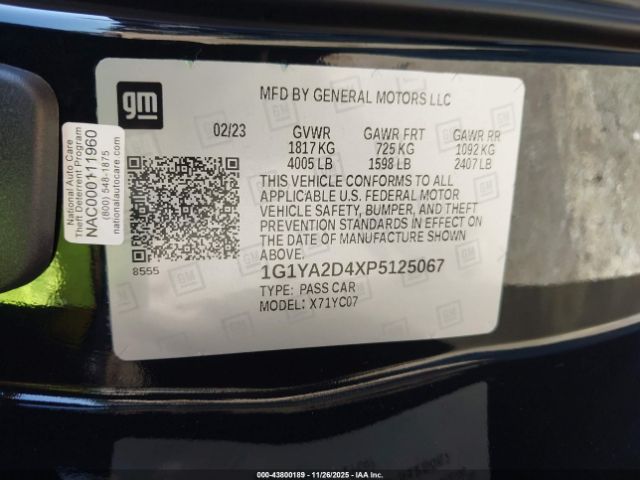 gm
MFD BY GENERAL MOTORS LLC
02/23 GVWR GAWR FRT GAWR RR
1817 KG 725 KG 1092 KG
4005 LB 1598 LB 2407 LB
THIS VEHICLE CONFORMS TO ALL
APPLICABLE U.S. FEDERAL MOTOR
VEHICLE SAFETY, BUMPER, AND THEFT
PREVENTION STANDARDS IN EFFECT ON
THE DATE OF MANUFACTURE SHOWN
ABOVE.
8555
1G1YA2D4XP5125067
TYPE: PASS CAR
MODEL: X71YC07
National Auto Care
Theft Deterrent Program
NAC000111960
(800) 548-1875
nationalautocare.com
000-43800189 - 11/26/2025 - IAAI.COM